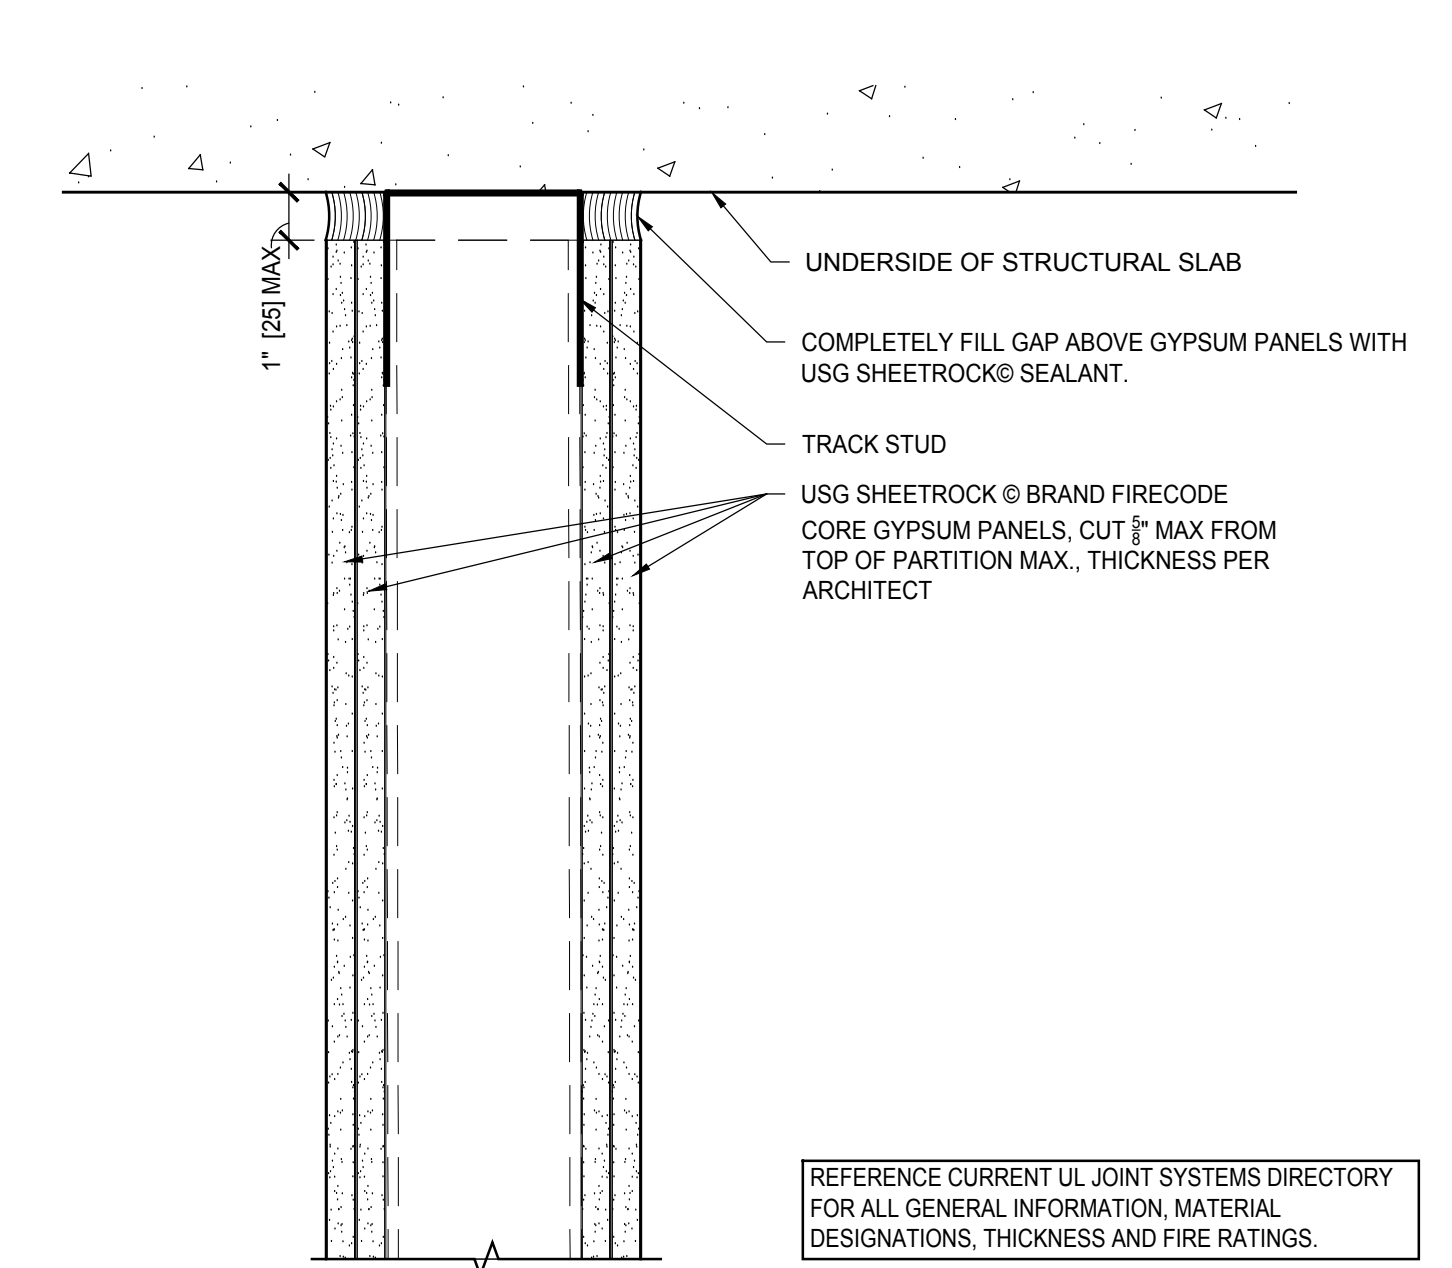 UNDERSIDE OF STRUCTURAL SLAB
1" [25] MAX
COMPLETELY FILL GAP ABOVE GYPSUM PANELS WITH
USG SHEETROCK© SEALANT.
TRACK STUD
USG SHEETROCK © BRAND FIRECODE
CORE GYPSUM PANELS, CUT 5/8" MAX FROM
TOP OF PARTITION MAX., THICKNESS PER
ARCHITECT
REFERENCE CURRENT UL JOINT SYSTEMS DIRECTORY
FOR ALL GENERAL INFORMATION, MATERIAL
DESIGNATIONS, THICKNESS AND FIRE RATINGS.